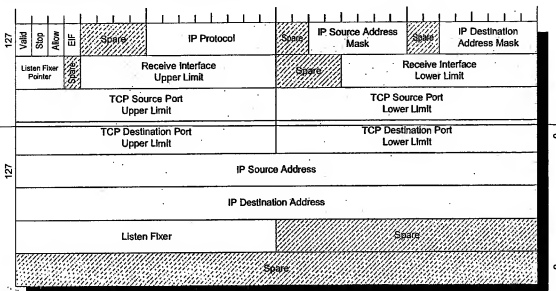 127
Valid
Stop
Allow
EIF
Spare
IP Protocol
Spare
IP Source Address
Mask
Spare
IP Destination
Address Mask
Listen Fixer
Pointer
Spare
Receive Interface
Upper Limit
Spare
Receive Interface
Lower Limit
TCP Source Port
Upper Limit
TCP Source Port
Lower Limit
TCP Destination Port
Upper Limit
TCP Destination Port
Lower Limit
127
IP Source Address
IP Destination Address
Listen Fixer
Spare
Spare